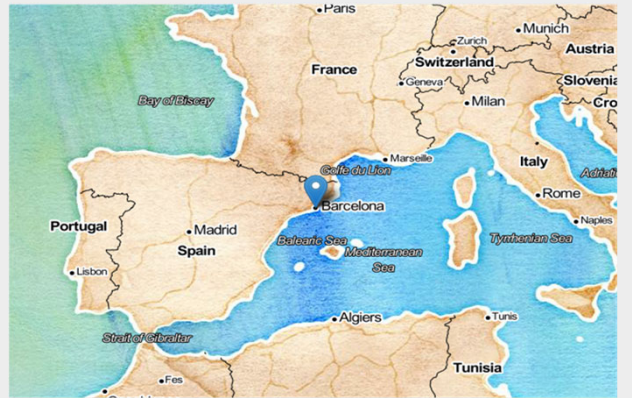 Paris
Munich
Zurich
Austria
France
Switzerland
Geneva
Slovenia
Bay of Biscay
Milan
Cro
Marseille
Golfe du Lion
Italy
Adriati
Barcelona
Rome
Naples
Portugal
Madrid
Spain
Balearic Sea
Tyrrhenian Sea
Mediterranean
Sea
Lisbon
Algiers
Tunis
Strait of Gibraltar
Tunisia
Fes